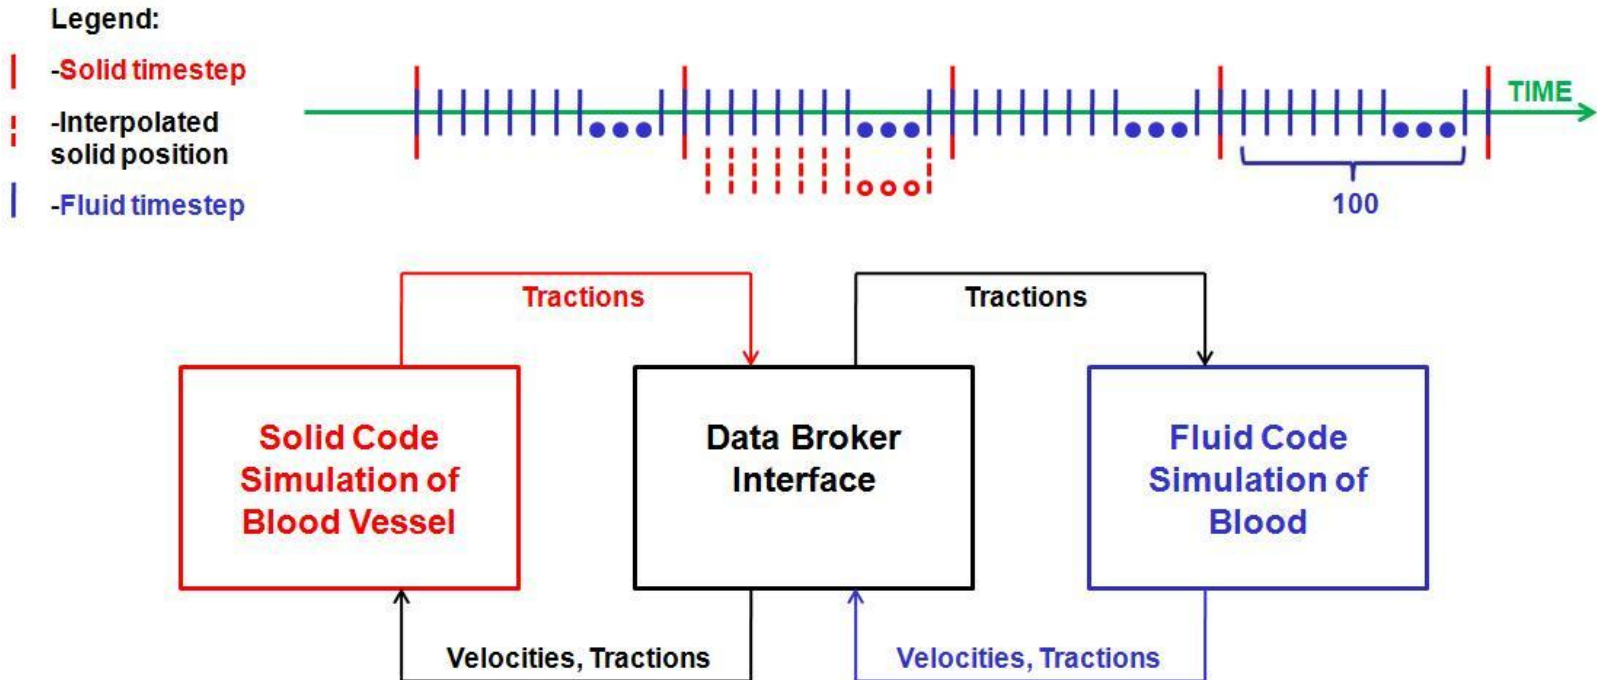 Legend:
-Solid timestep
-Interpolated
solid position
-Fluid timestep
TIME
100
Tractions
Tractions
Solid Code
Simulation of
Blood Vessel
Data Broker
Interface
Fluid Code
Simulation of
Blood
Velocities, Tractions
Velocities, Tractions